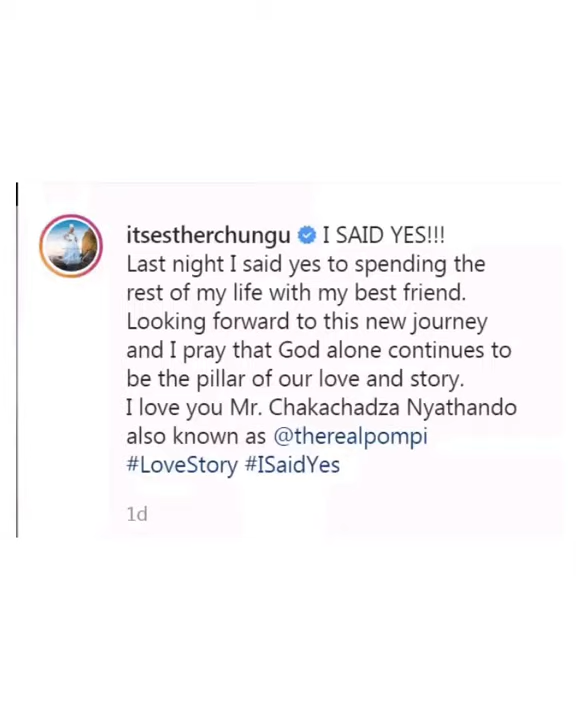 itsestherchungu I SAID YES!!!
Last night I said yes to spending the
rest of my life with my best friend.
Looking forward to this new journey
and I pray that God alone continues to
be the pillar of our love and story.
I love you Mr. Chakachadza Nyathando
also known as @therealpompi
#LoveStory #ISaidYes
1d